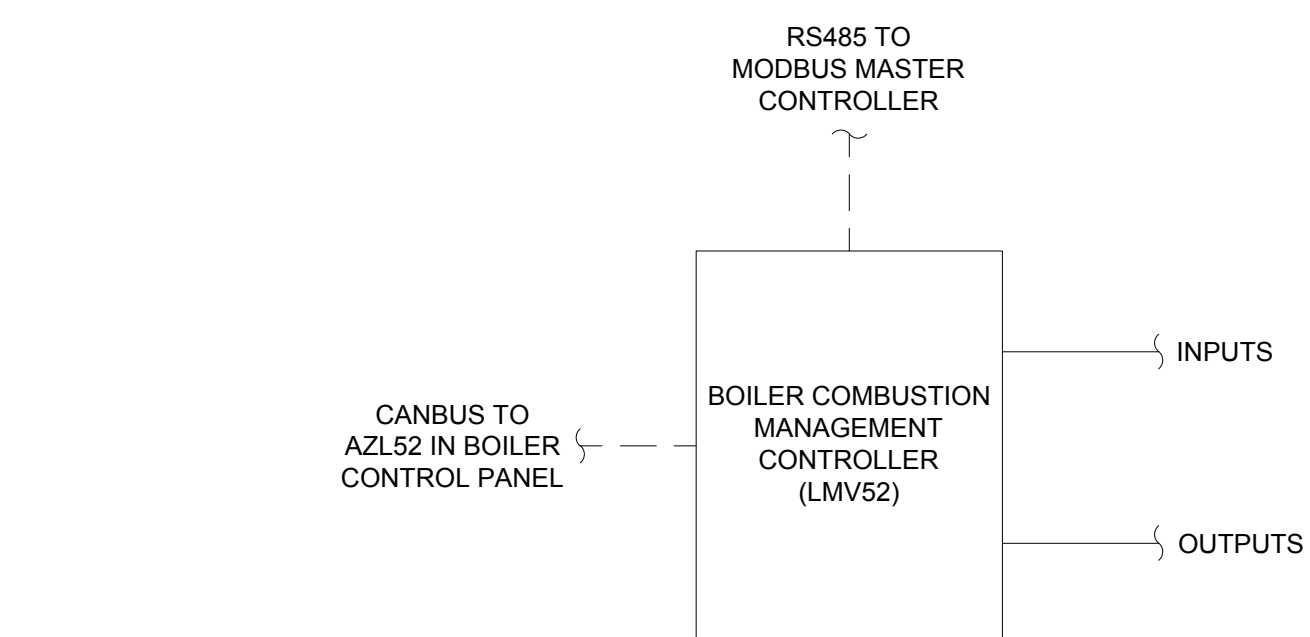 RS485 TO
MODBUS MASTER
CONTROLLER
INPUTS
BOILER COMBUSTION
MANAGEMENT
CONTROLLER
(LMV52)
CANBUS TO
AZL52 IN BOILER
CONTROL PANEL
OUTPUTS